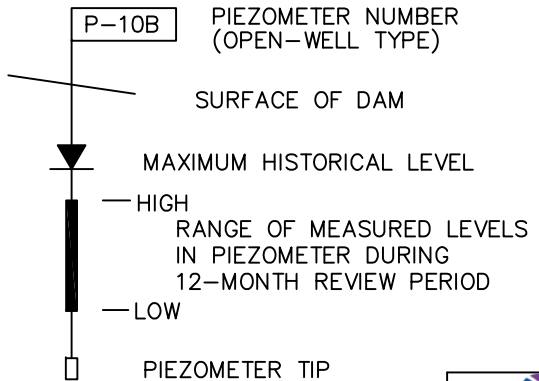 P-10B
PIEZOMETER NUMBER
(OPEN-WELL TYPE)
SURFACE OF DAM
MAXIMUM HISTORICAL LEVEL
HIGH
RANGE OF MEASURED LEVELS
IN PIEZOMETER DURING
12-MONTH REVIEW PERIOD
LOW
PIEZOMETER TIP